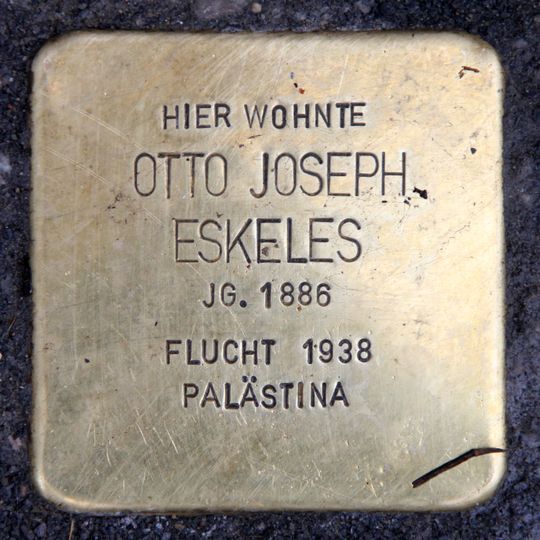 HIER WOHNTE
OTTO JOSEPH
ESKELES
JG. 1886
FLUCHT 1938
PALÄSTINA